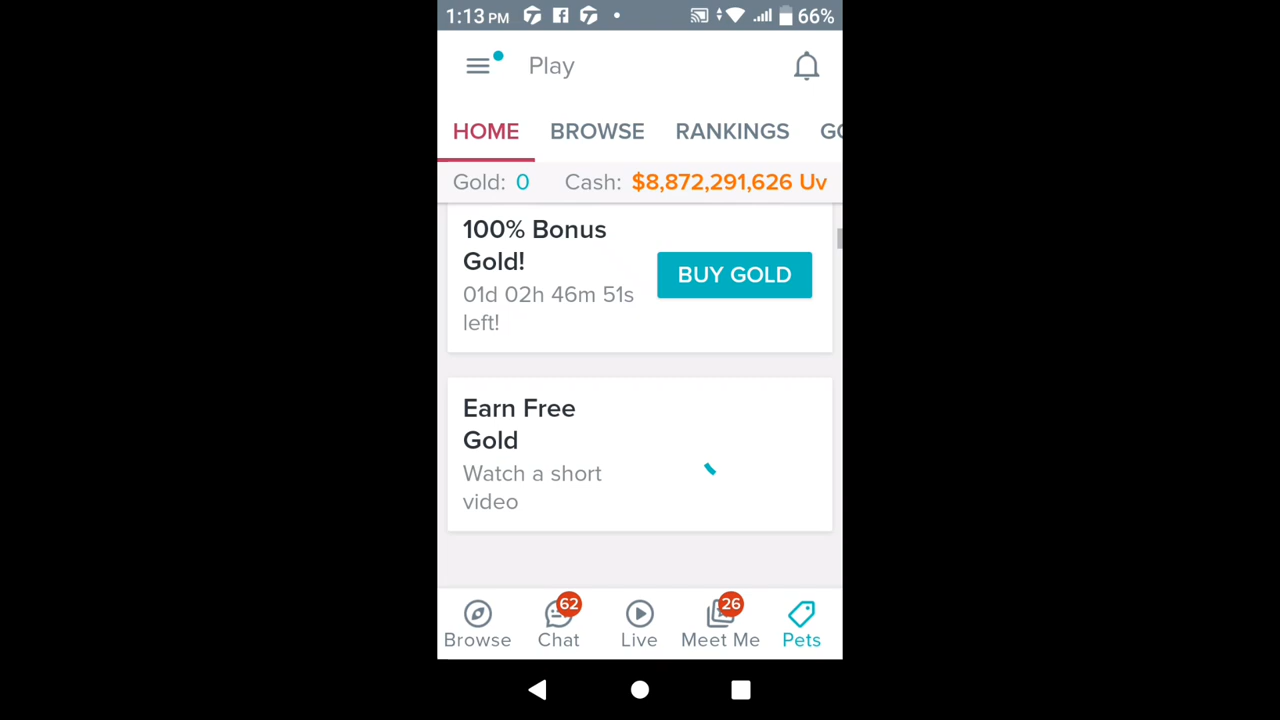 1:13 PM 66%
Play
HOME BROWSE RANKINGS GO
Gold: 0 Cash: $8,872,291,626 Uv
100% Bonus
Gold!
BUY GOLD
01d 02h 46m 51s
left!
Earn Free
Gold
Watch a short
video
62 26
Browse Chat Live Meet Me Pets